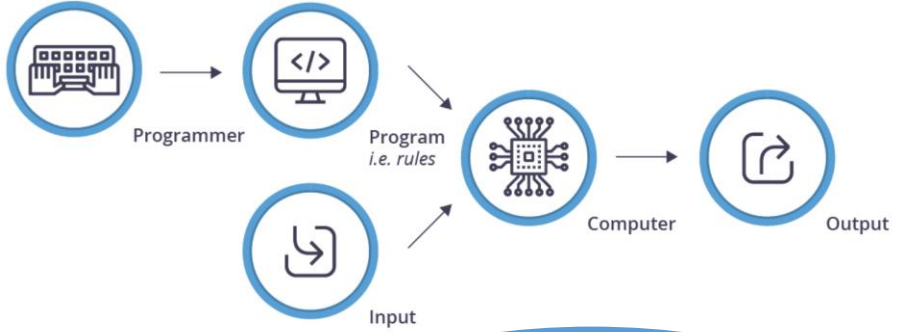 </>
Programmer
Program
i.e. rules
Computer
Output
Input